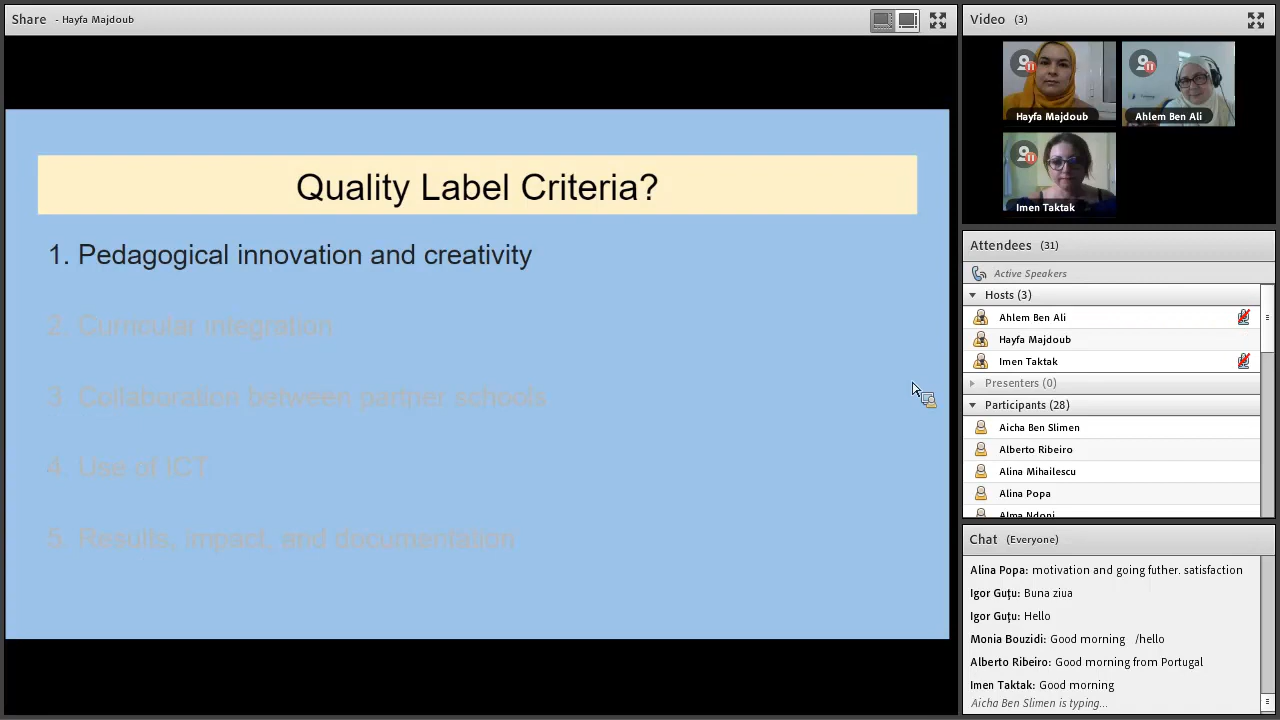 Share - Hayfa Majdoub
Quality Label Criteria?
1. Pedagogical innovation and creativity
2. Curricular integration
3. Collaboration between partner schools
4. Use of ICT
5. Results, impact, and documentation
Video (3)
Hayfa Majdoub
Ahlem Ben Ali
Imen Taktak
Attendees (31)
Active Speakers
Hosts (3)
Ahlem Ben Ali
Hayfa Majdoub
Imen Taktak
Presenters (0)
Participants (28)
Aicha Ben Slimen
Alberto Ribeiro
Alina Mihailescu
Alina Popa
Alma Ndoni
Chat (Everyone)
Alina Popa: motivation and going futher. satisfaction
Igor Guțu: Buna ziua
Igor Guțu: Hello
Monia Bouzidi: Good morning /hello
Alberto Ribeiro: Good morning from Portugal
Imen Taktak: Good morning
Aicha Ben Slimen is typing...